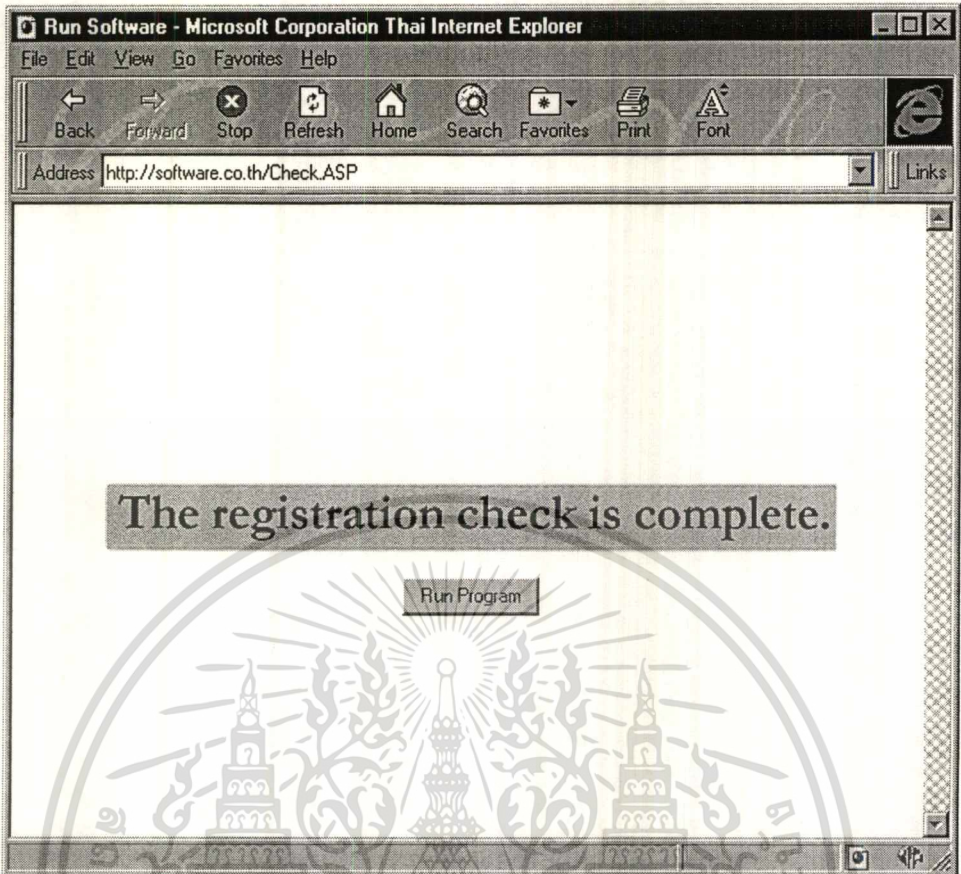 Run Software - Microsoft Corporation Thai Internet Explorer
File Edit View Go Favorites Help
Back Forward Stop Refresh Home Search Favorites Print Font
Address http://software.co.th/Check.ASP Links
The registration check is complete.
Run Program